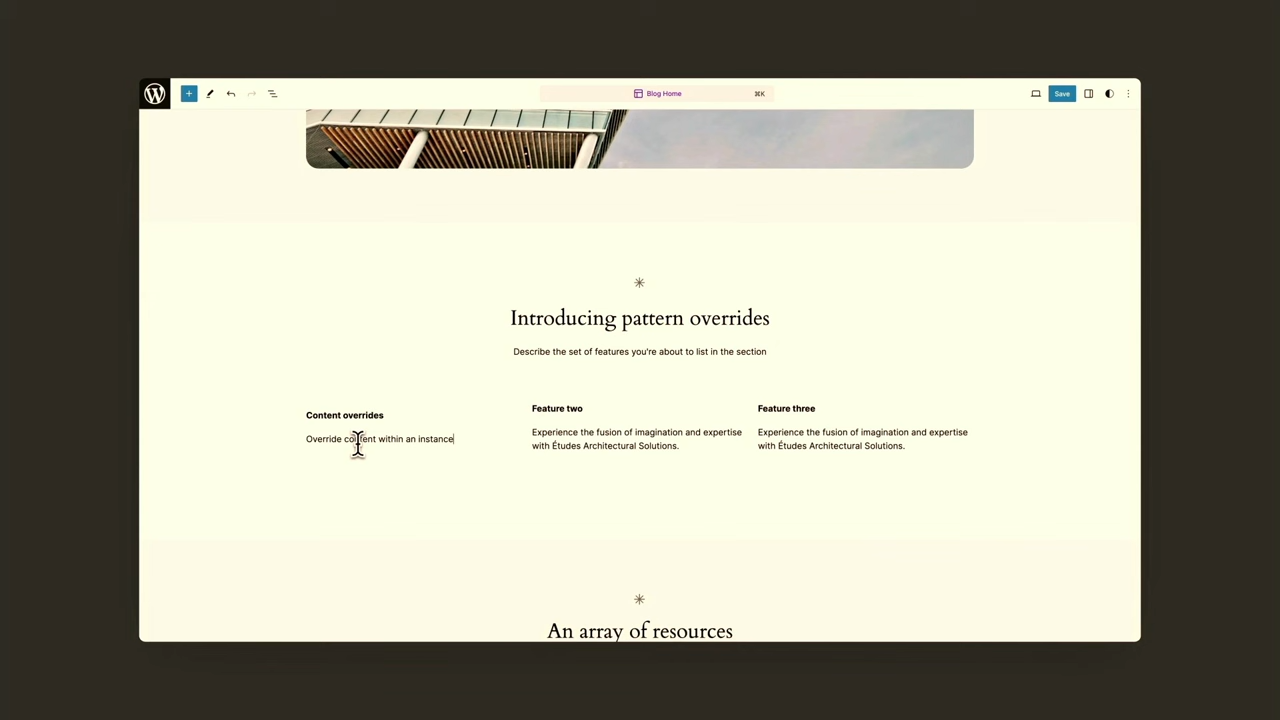 Blog Home
⌘K
Save
Introducing pattern overrides
Describe the set of features you're about to list in the section
Content overrides
Override content within an instance
Feature two
Experience the fusion of imagination and expertise
with Études Architectural Solutions.
Feature three
Experience the fusion of imagination and expertise
with Études Architectural Solutions.
An array of resources